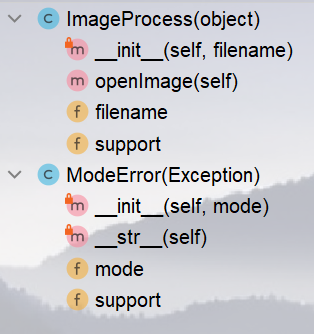 C ImageProcess(object)
m __init__(self, filename)
m openImage(self)
f filename
f support
C ModeError(Exception)
m __init__(self, mode)
m __str__(self)
f mode
f support